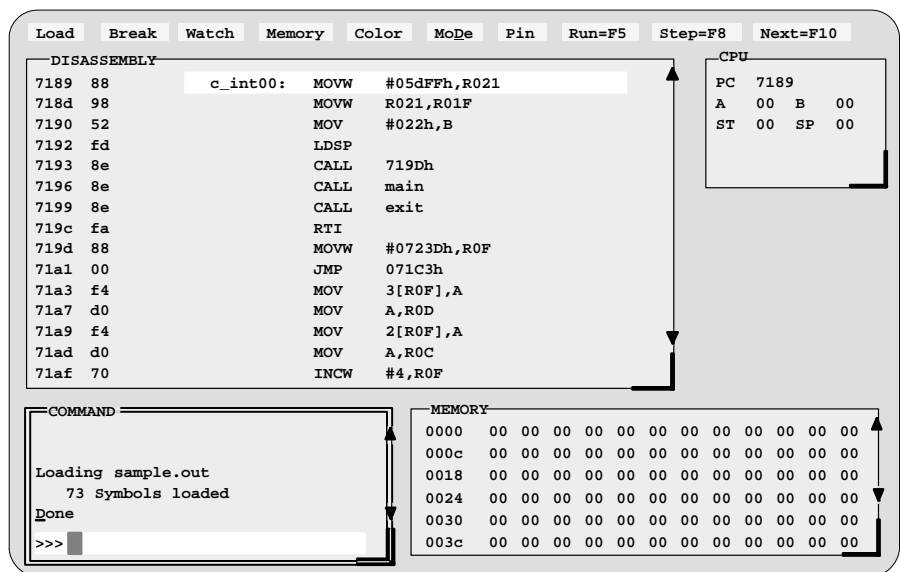 Load Break Watch Memory Color MoDe Pin Run=F5 Step=F8 Next=F10
DISASSEMBLY
7189 88 c_int00: MOVW #05dFFh,R021
718d 98 MOVW R021,R01F
7190 52 MOV #022h,B
7192 fd LDSP
7193 8e CALL 719Dh
7196 8e CALL main
7199 8e CALL exit
719c fa RTI
719d 88 MOVW #0723Dh,R0F
71a1 00 JMP 071C3h
71a3 f4 MOV 3[R0F],A
71a7 d0 MOV A,R0D
71a9 f4 MOV 2[R0F],A
71ad d0 MOV A,R0C
71af 70 INCW #4,R0F
CPU
PC 7189
A 00 B 00
ST 00 SP 00
COMMAND
Loading sample.out
73 Symbols loaded
Done
>>>
MEMORY
0000 00 00 00 00 00 00 00 00 00 00 00 00
000c 00 00 00 00 00 00 00 00 00 00 00 00
0018 00 00 00 00 00 00 00 00 00 00 00 00
0024 00 00 00 00 00 00 00 00 00 00 00 00
0030 00 00 00 00 00 00 00 00 00 00 00 00
003c 00 00 00 00 00 00 00 00 00 00 00 00